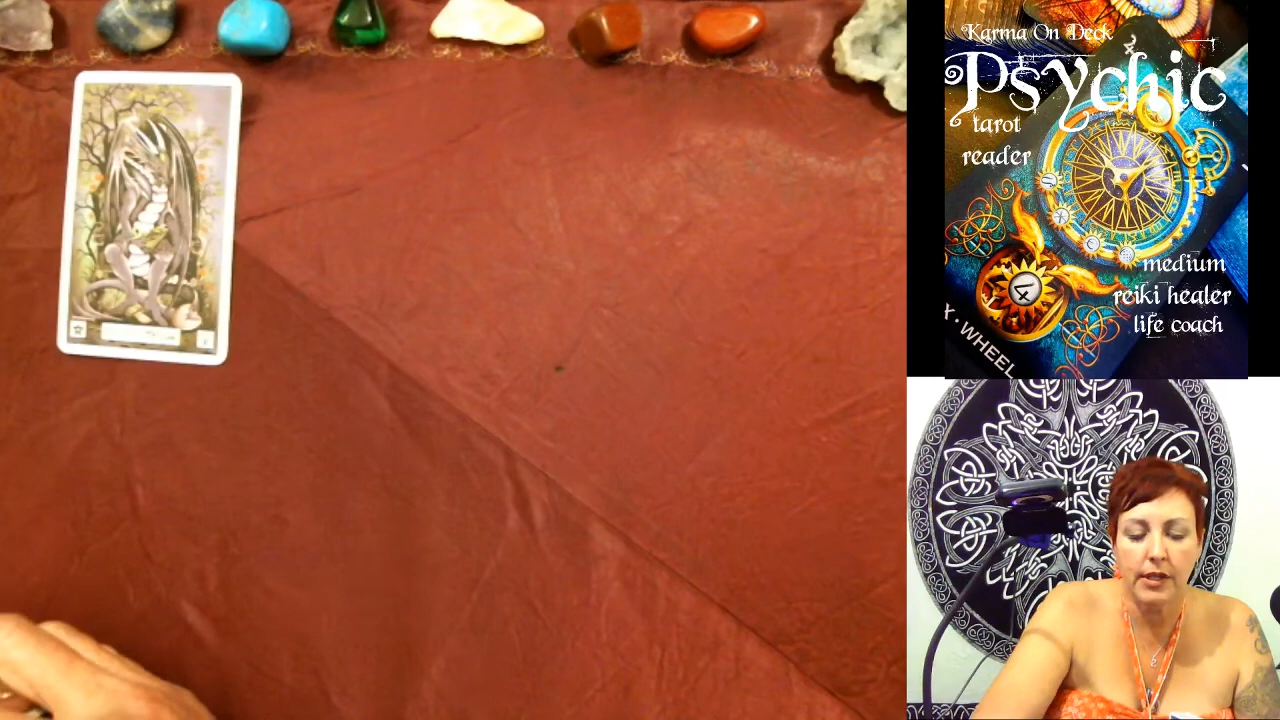 Karma On Deck
Psychic
tarot
reader
medium
reiki healer
life coach
X · WHEEL